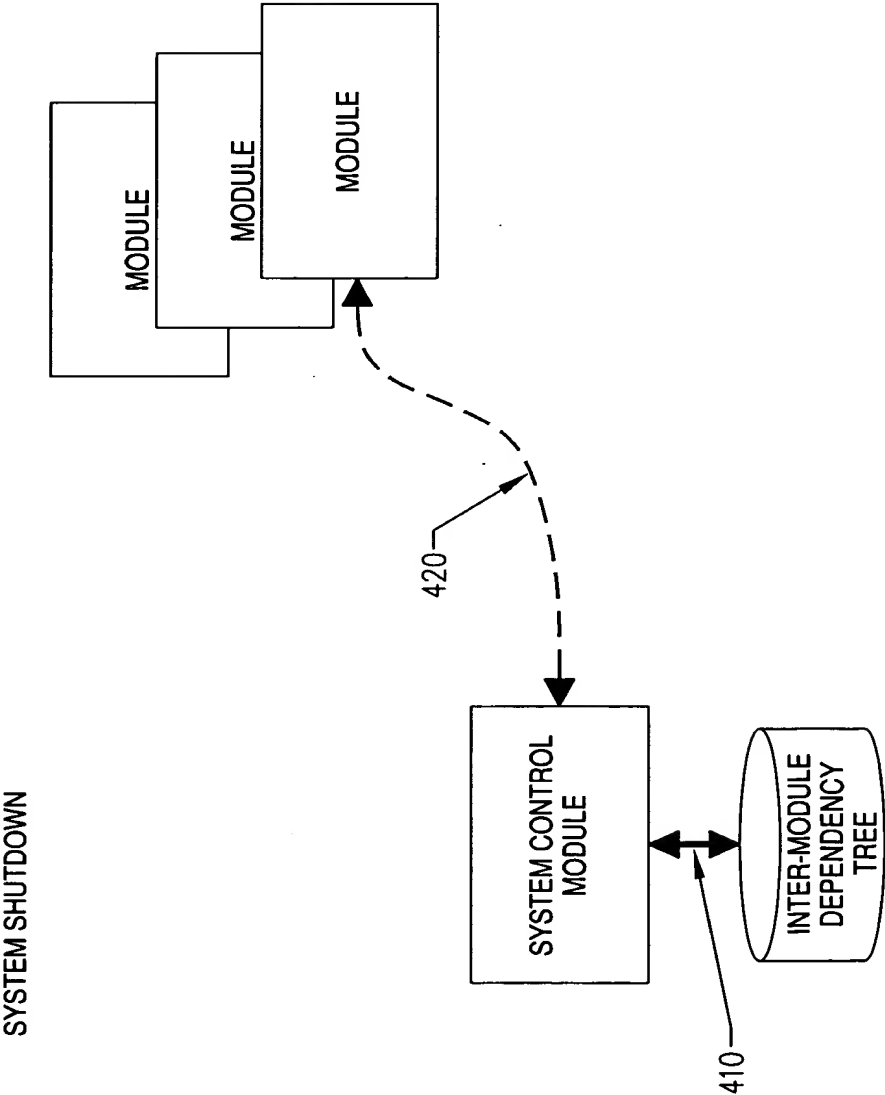 SYSTEM SHUTDOWN
MODULE
MODULE
MODULE
420
SYSTEM CONTROL
MODULE
410
INTER-MODULE
DEPENDENCY
TREE